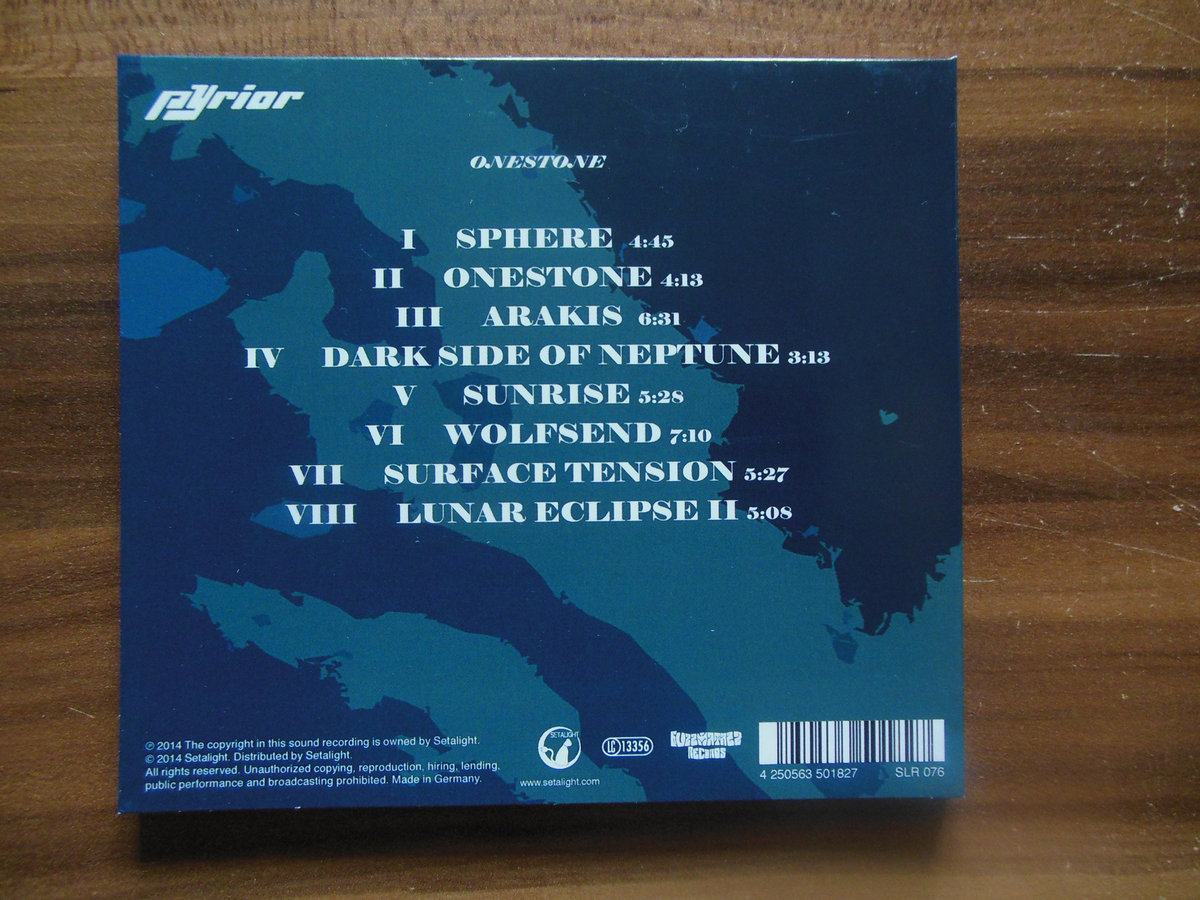 pyrior
ONESTONE
I SPHERE 4:45
II ONESTONE 4:13
III ARAKIS 6:31
IV DARK SIDE OF NEPTUNE 3:13
V SUNRISE 5:28
VI WOLFSEND 7:10
VII SURFACE TENSION 5:27
VIII LUNAR ECLIPSE II 5:08
℗ 2014 The copyright in this sound recording is owned by Setalight.
© 2014 Setalight. Distributed by Setalight.
All rights reserved. Unauthorized copying, reproduction, hiring, lending,
public performance and broadcasting prohibited. Made in Germany.
SETALIGHT
www.setalight.com
LC 13356
RECORDS
4 250563 501827 SLR 076